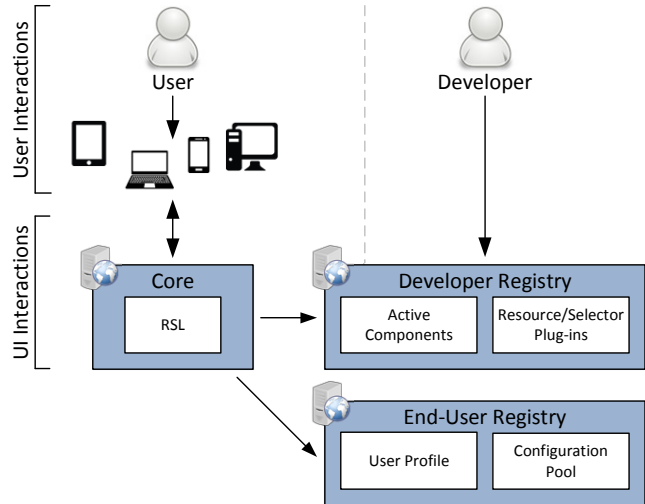 User Interactions
User
Developer
UI Interactions
Core
RSL
Developer Registry
Active
Components
Resource/Selector
Plug-ins
End-User Registry
User Profile
Configuration
Pool